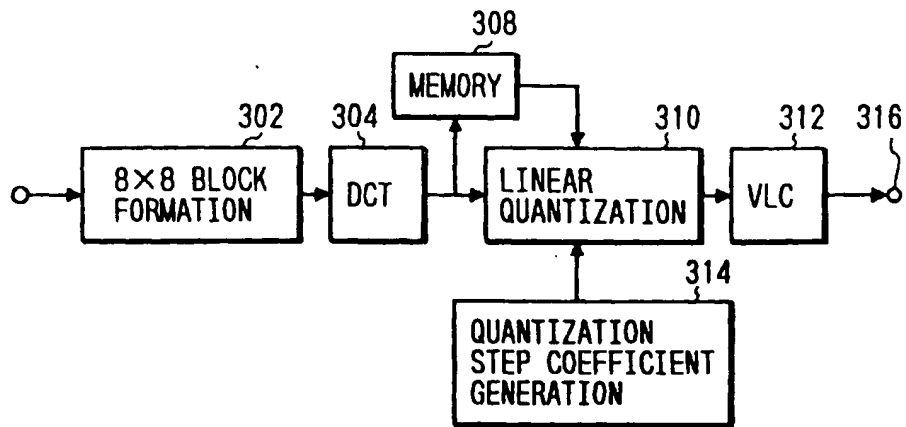 308
MEMORY
302
304
310
312
316
8×8 BLOCK
FORMATION
DCT
LINEAR
QUANTIZATION
VLC
314
QUANTIZATION
STEP COEFFICIENT
GENERATION